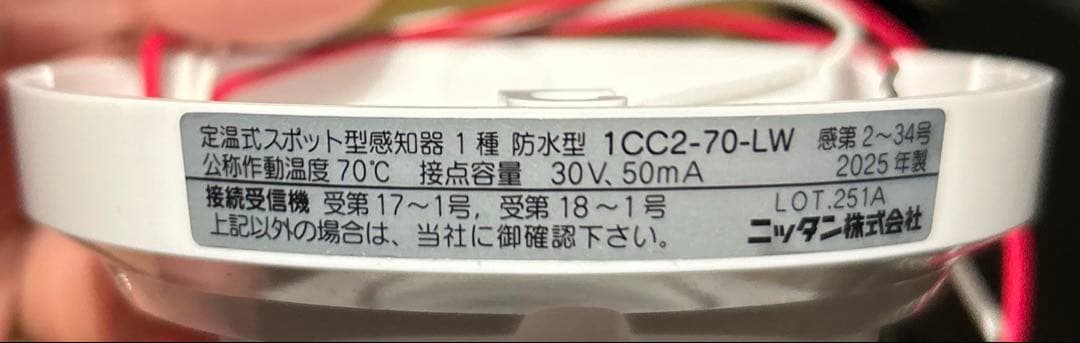 定温式スポット型感知器 1種 防水型 1CC2-70-LW 感第2～34号
公称作動温度70℃ 接点容量 30V、50mA 2025年製
接続受信機 受第17～1号, 受第18～1号 LOT.251A
上記以外の場合は、当社に御確認下さい。 ニッタン株式会社